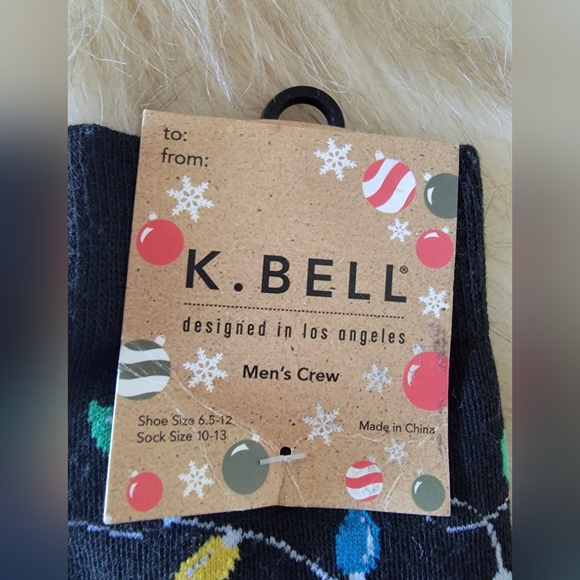 to:
from:
K.BELL®
designed in los angeles
Men's Crew
Shoe Size 6.5-12
Sock Size 10-13
Made in China